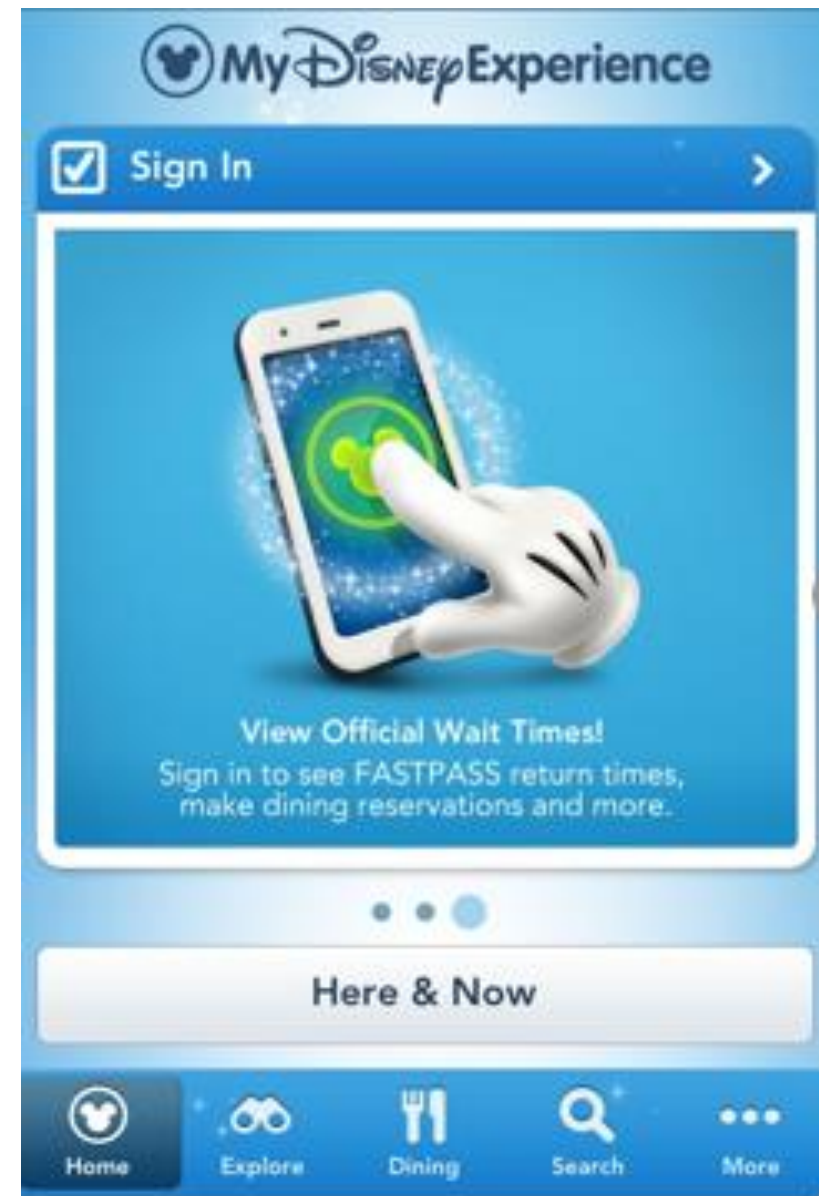 My Disney Experience
Sign In
View Official Wait Times!
Sign in to see FASTPASS return times,
make dining reservations and more.
Here & Now
Home
Explore
Dining
Search
More